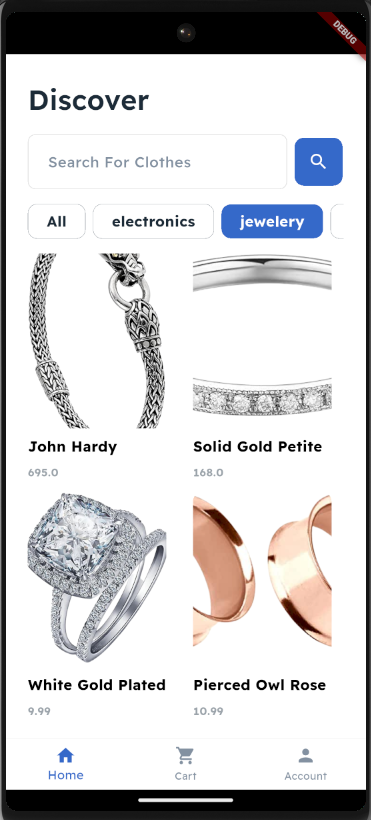 DEBUG
Discover
Search For Clothes
All electronics jewelery
John Hardy Solid Gold Petite
695.0 168.0
White Gold Plated Pierced Owl Rose
9.99 10.99
Home Cart Account